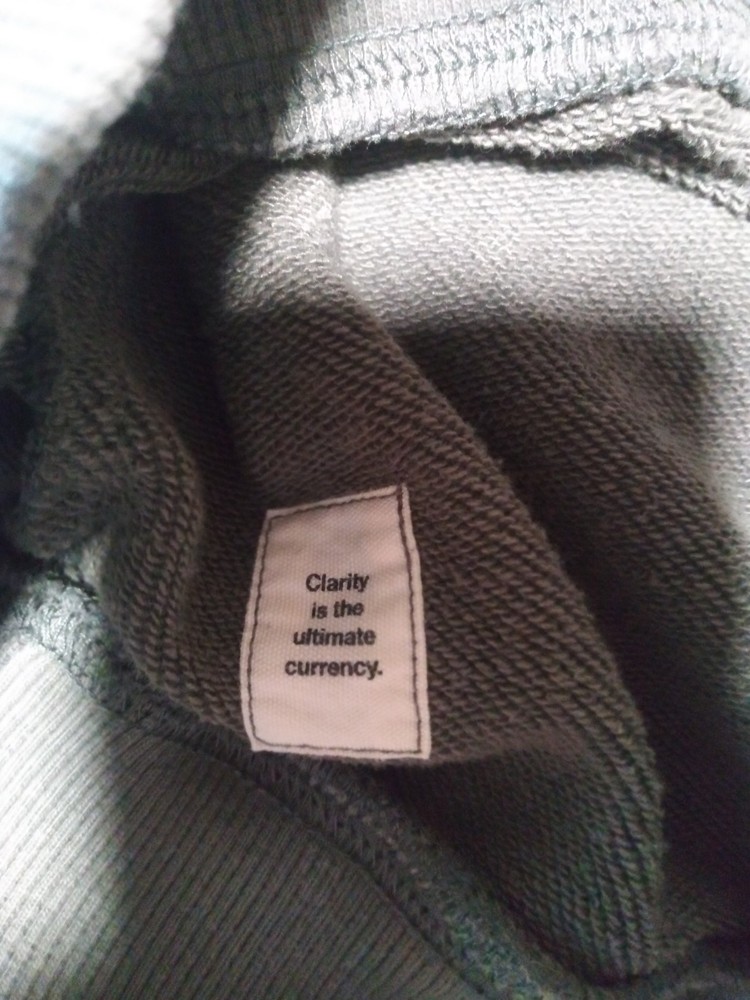 Clarity
is the
ultimate
currency.